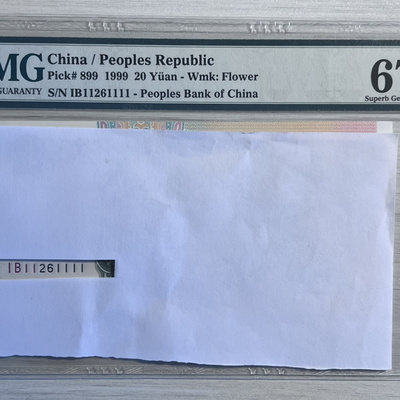 MG China / Peoples Republic
Pick# 899 1999 20 Yüan - Wmk: Flower
GUARANTY S/N IB11261111 - Peoples Bank of China
67
Superb Ge
IB11261111